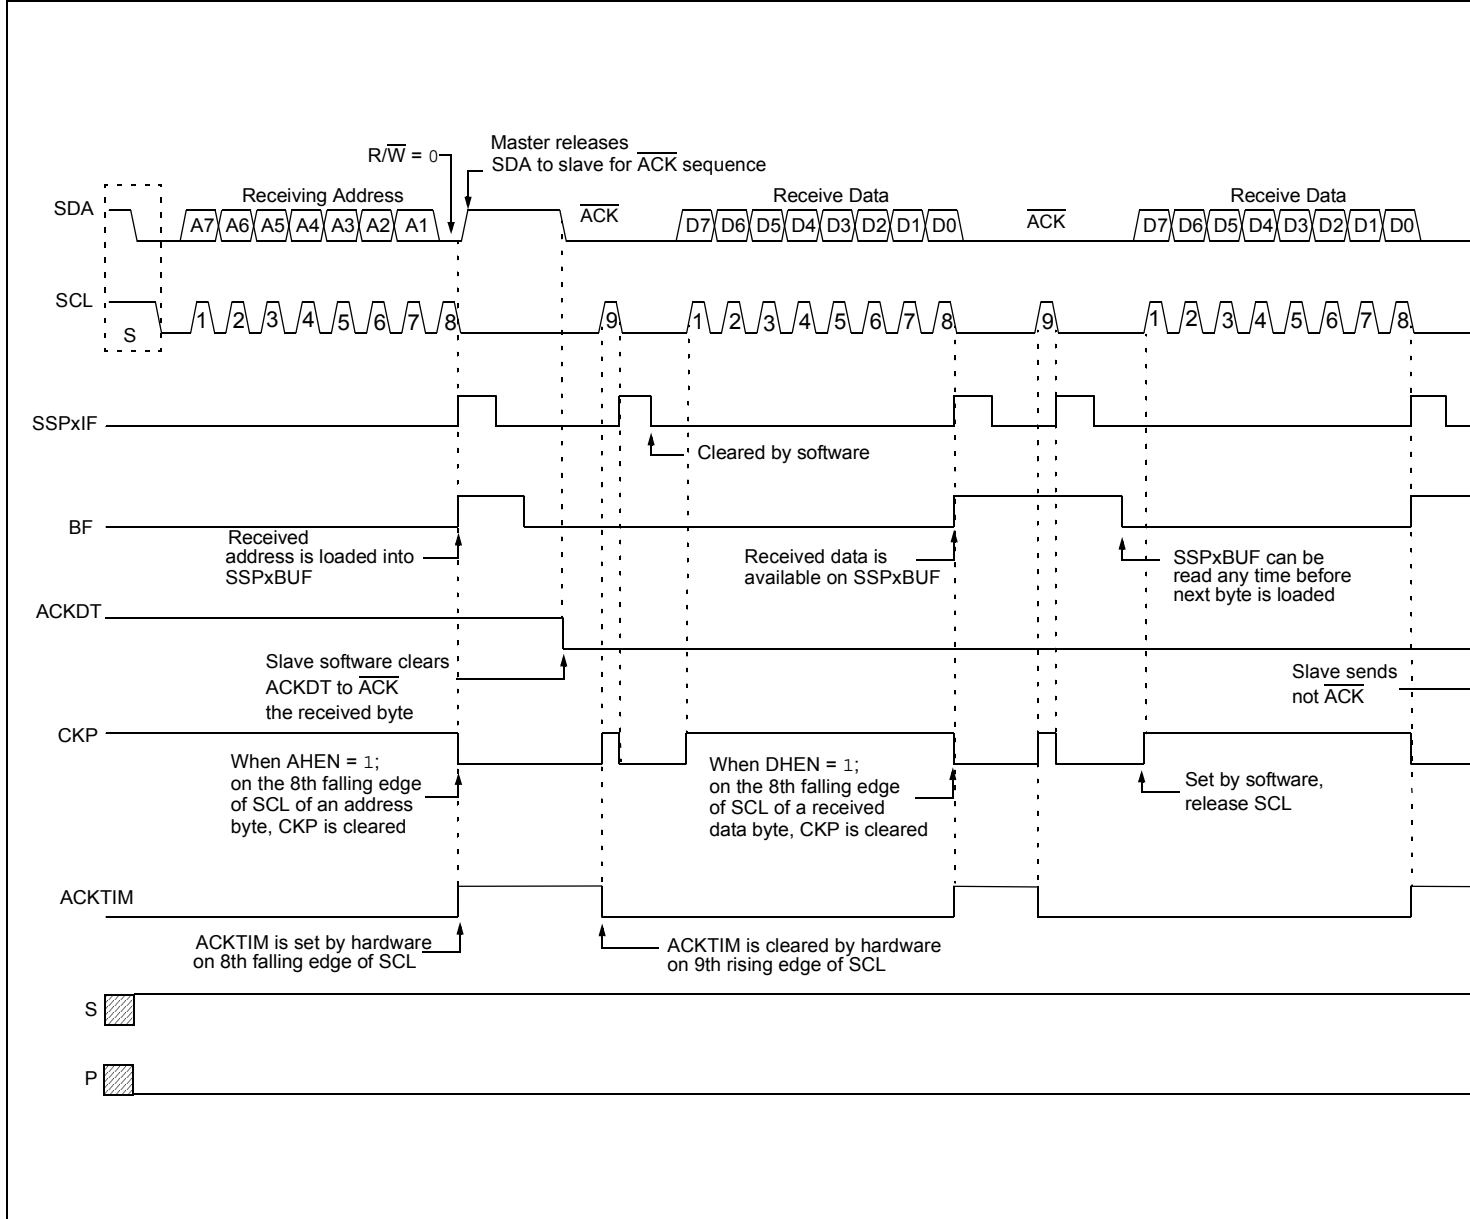 Master releases
SDA to slave for ACK sequence
R/W = 0
Receiving Address
Receive Data
Receive Data
SDA
A7 A6 A5 A4 A3 A2 A1
ACK
D7 D6 D5 D4 D3 D2 D1 D0
ACK
D7 D6 D5 D4 D3 D2 D1 D0
SCL
S
1 2 3 4 5 6 7 8 9 1 2 3 4 5 6 7 8 9 1 2 3 4 5 6 7 8
SSPxIF
Cleared by software
BF
Received
address is loaded into
SSPxBUF
Received data is
available on SSPxBUF
SSPxBUF can be
read any time before
next byte is loaded
ACKDT
Slave software clears
ACKDT to ACK
the received byte
Slave sends
not ACK
CKP
When AHEN = 1;
on the 8th falling edge
of SCL of an address
byte, CKP is cleared
When DHEN = 1;
on the 8th falling edge
of SCL of a received
data byte, CKP is cleared
Set by software,
release SCL
ACKTIM
ACKTIM is set by hardware
on 8th falling edge of SCL
ACKTIM is cleared by hardware
on 9th rising edge of SCL
S
P